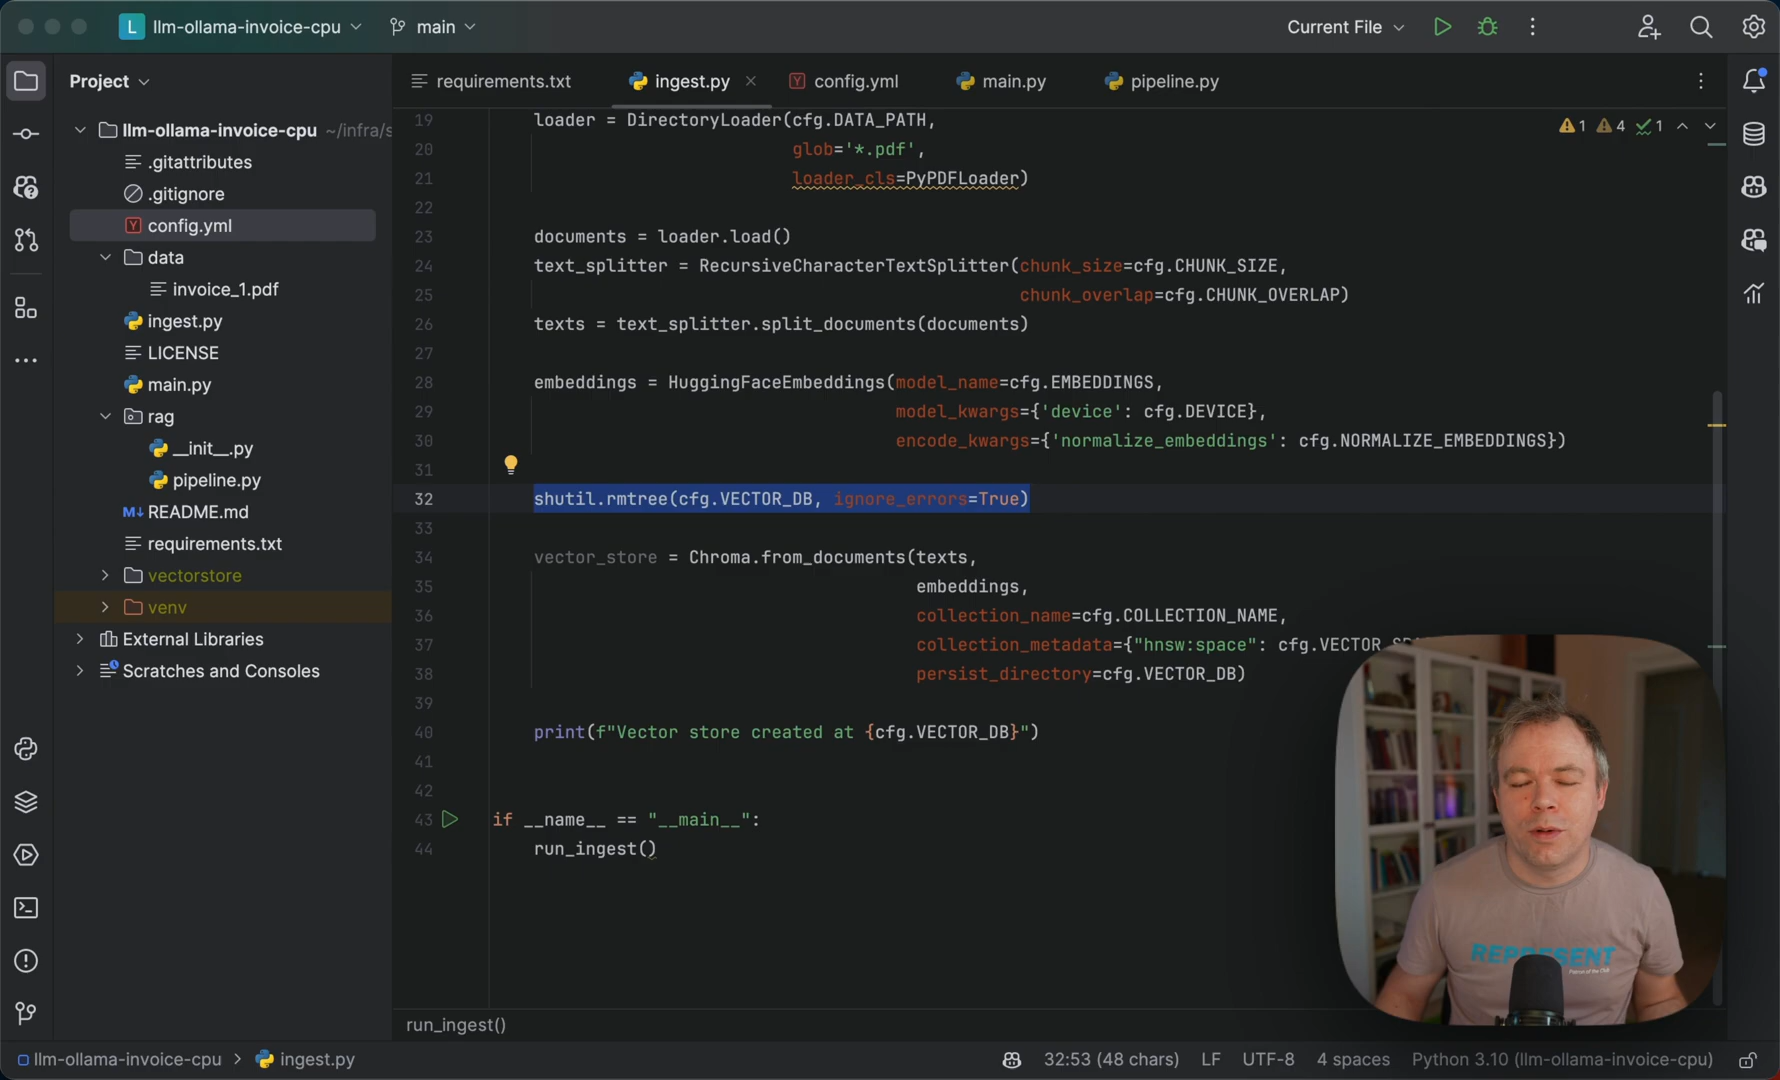 L llm-ollama-invoice-cpu main Current File
Project
requirements.txt ingest.py config.yml main.py pipeline.py
llm-ollama-invoice-cpu ~/infra/s
.gitattributes
.gitignore
config.yml
data
invoice_1.pdf
ingest.py
LICENSE
main.py
rag
__init__.py
pipeline.py
M↓ README.md
requirements.txt
vectorstore
venv
External Libraries
Scratches and Consoles
1 4 1
19 loader = DirectoryLoader(cfg.DATA_PATH,
20 glob='*.pdf',
21 loader_cls=PyPDFLoader)
22
23 documents = loader.load()
24 text_splitter = RecursiveCharacterTextSplitter(chunk_size=cfg.CHUNK_SIZE,
25 chunk_overlap=cfg.CHUNK_OVERLAP)
26 texts = text_splitter.split_documents(documents)
27
28 embeddings = HuggingFaceEmbeddings(model_name=cfg.EMBEDDINGS,
29 model_kwargs={'device': cfg.DEVICE},
30 encode_kwargs={'normalize_embeddings': cfg.NORMALIZE_EMBEDDINGS})
31
32 shutil.rmtree(cfg.VECTOR_DB, ignore_errors=True)
33
34 vector_store = Chroma.from_documents(texts,
35 embeddings,
36 collection_name=cfg.COLLECTION_NAME,
37 collection_metadata={"hnsw:space": cfg.VECTOR
38 persist_directory=cfg.VECTOR_DB)
39
40 print(f"Vector store created at {cfg.VECTOR_DB}")
41
42
43 if __name__ == "__main__":
44 run_ingest()
REPRESENT
run_ingest()
llm-ollama-invoice-cpu > ingest.py 32:53 (48 chars) LF UTF-8 4 spaces Python 3.10 (llm-ollama-invoice-cpu)